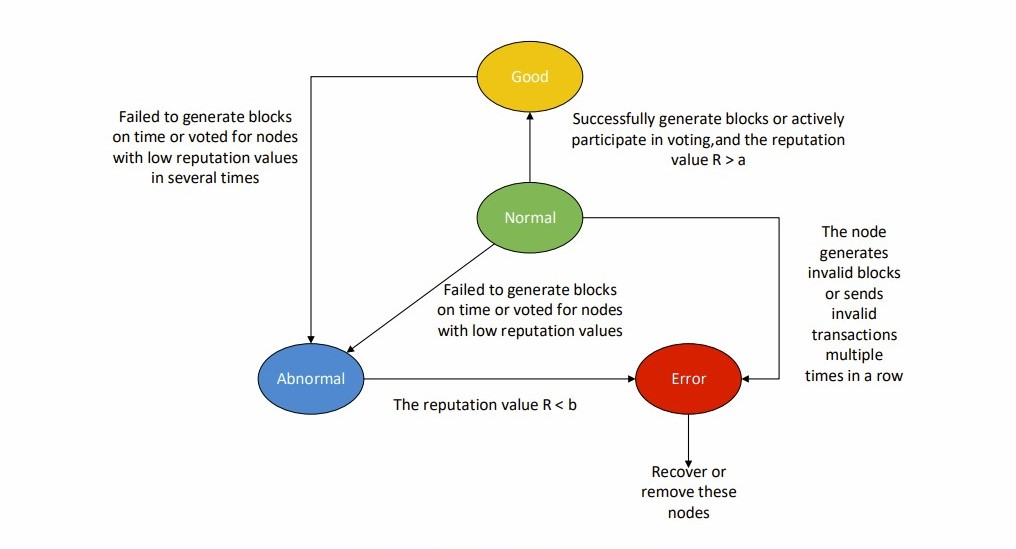 Good
Failed to generate blocks
on time or voted for nodes
with low reputation values
in several times
Successfully generate blocks or actively
participate in voting,and the reputation
value R > a
Normal
The node
generates
invalid blocks
or sends
invalid
transactions
multiple
times in a row
Failed to generate blocks
on time or voted for nodes
with low reputation values
Abnormal
Error
The reputation value R < b
Recover or
remove these
nodes